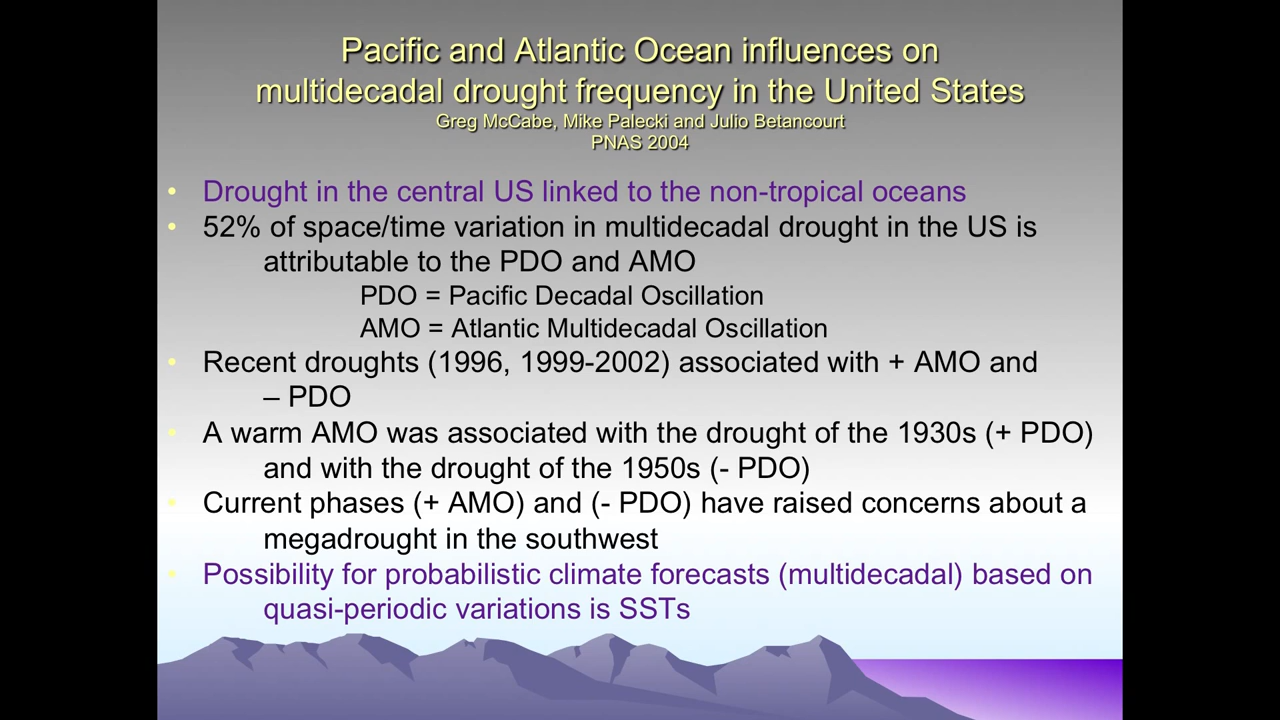 Pacific and Atlantic Ocean influences on
multidecadal drought frequency in the United States
Greg McCabe, Mike Palecki and Julio Betancourt
PNAS 2004
• Drought in the central US linked to the non-tropical oceans
• 52% of space/time variation in multidecadal drought in the US is
attributable to the PDO and AMO
PDO = Pacific Decadal Oscillation
AMO = Atlantic Multidecadal Oscillation
• Recent droughts (1996, 1999-2002) associated with + AMO and
– PDO
• A warm AMO was associated with the drought of the 1930s (+ PDO)
and with the drought of the 1950s (- PDO)
• Current phases (+ AMO) and (- PDO) have raised concerns about a
megadrought in the southwest
• Possibility for probabilistic climate forecasts (multidecadal) based on
quasi-periodic variations is SSTs